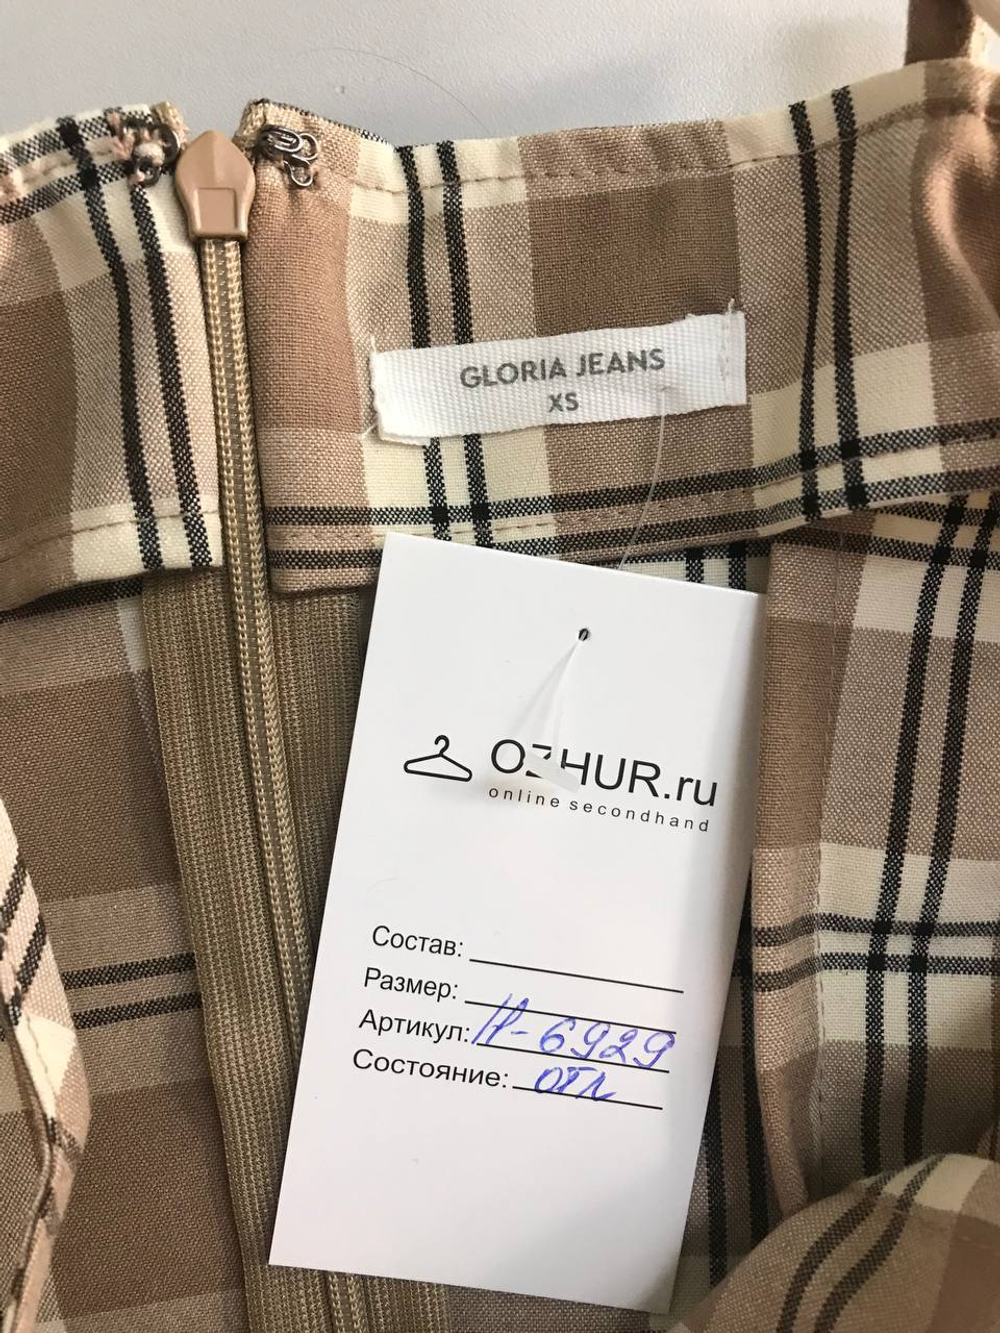 GLORIA JEANS
XS
OZHUR.ru
online secondhand
Состав:
Размер:
Артикул: Н-6929
Состояние: отл